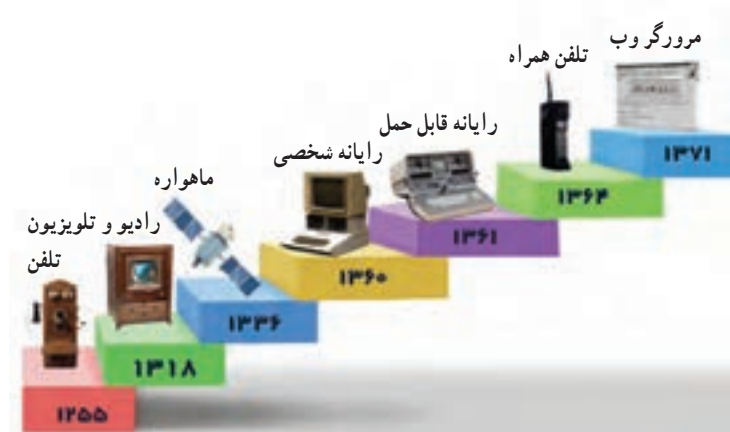 مرورگر وب
تلفن همراه
رایانه قابل حمل
رایانه شخصی
ماهواره
رادیو و تلویزیون
تلفن
۱۳۷۱
۱۳۶۴
۱۳۶۱
۱۳۶۰
۱۳۳۶
۱۳۱۸
۱۲۵۵